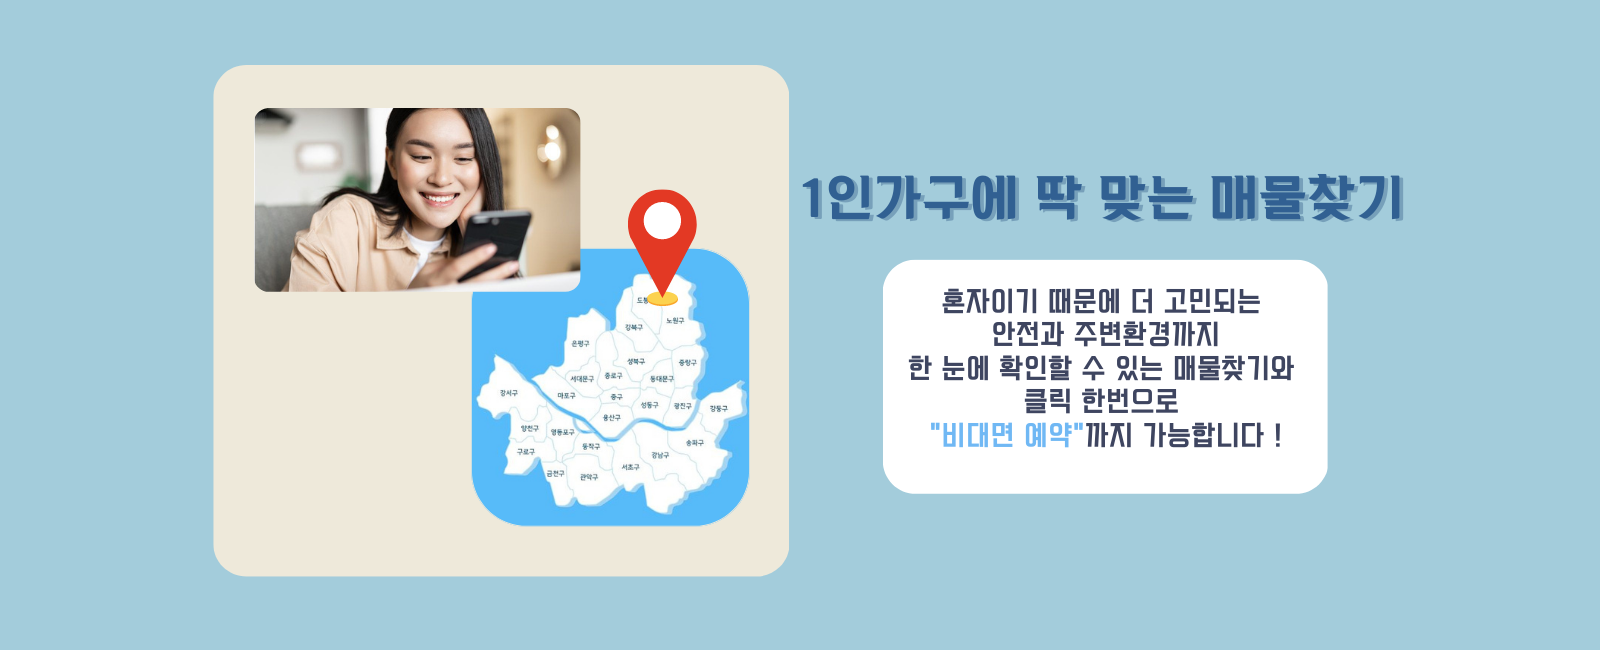 1인가구에 딱 맞는 매물찾기
혼자이기 때문에 더 고민되는
안전과 주변환경까지
한 눈에 확인할 수 있는 매물찾기와
클릭 한번으로
"비대면 예약"까지 가능합니다 !
강북구
노원구
은평구
성북구
중랑구
서대문구
종로구
동대문구
강서구
마포구
중구
성동구
광진구
강동구
용산구
양천구
영등포구
동작구
송파구
구로구
강남구
서초구
금천구
관악구